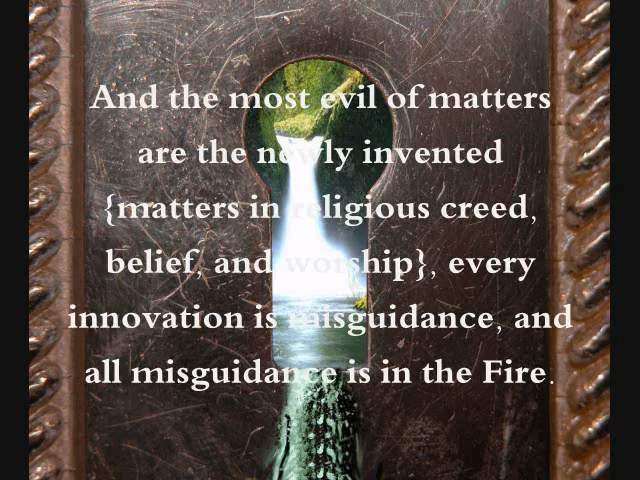 And the most evil of matters
are the newly invented
{matters in religious creed,
belief, and worship}, every
innovation is misguidance, and
all misguidance is in the Fire.